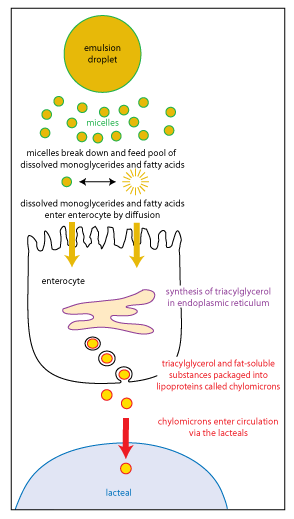 emulsion
droplet
micelles
micelles break down and feed pool of
dissolved monoglycerides and fatty acids
dissolved monoglycerides and fatty acids
enter enterocyte by diffusion
enterocyte
synthesis of triacylglycerol
in endoplasmic reticulum
triacylglycerol and fat-soluble
substances packaged into
lipoproteins called chylomicrons
chylomicrons enter circulation
via the lacteals
lacteal